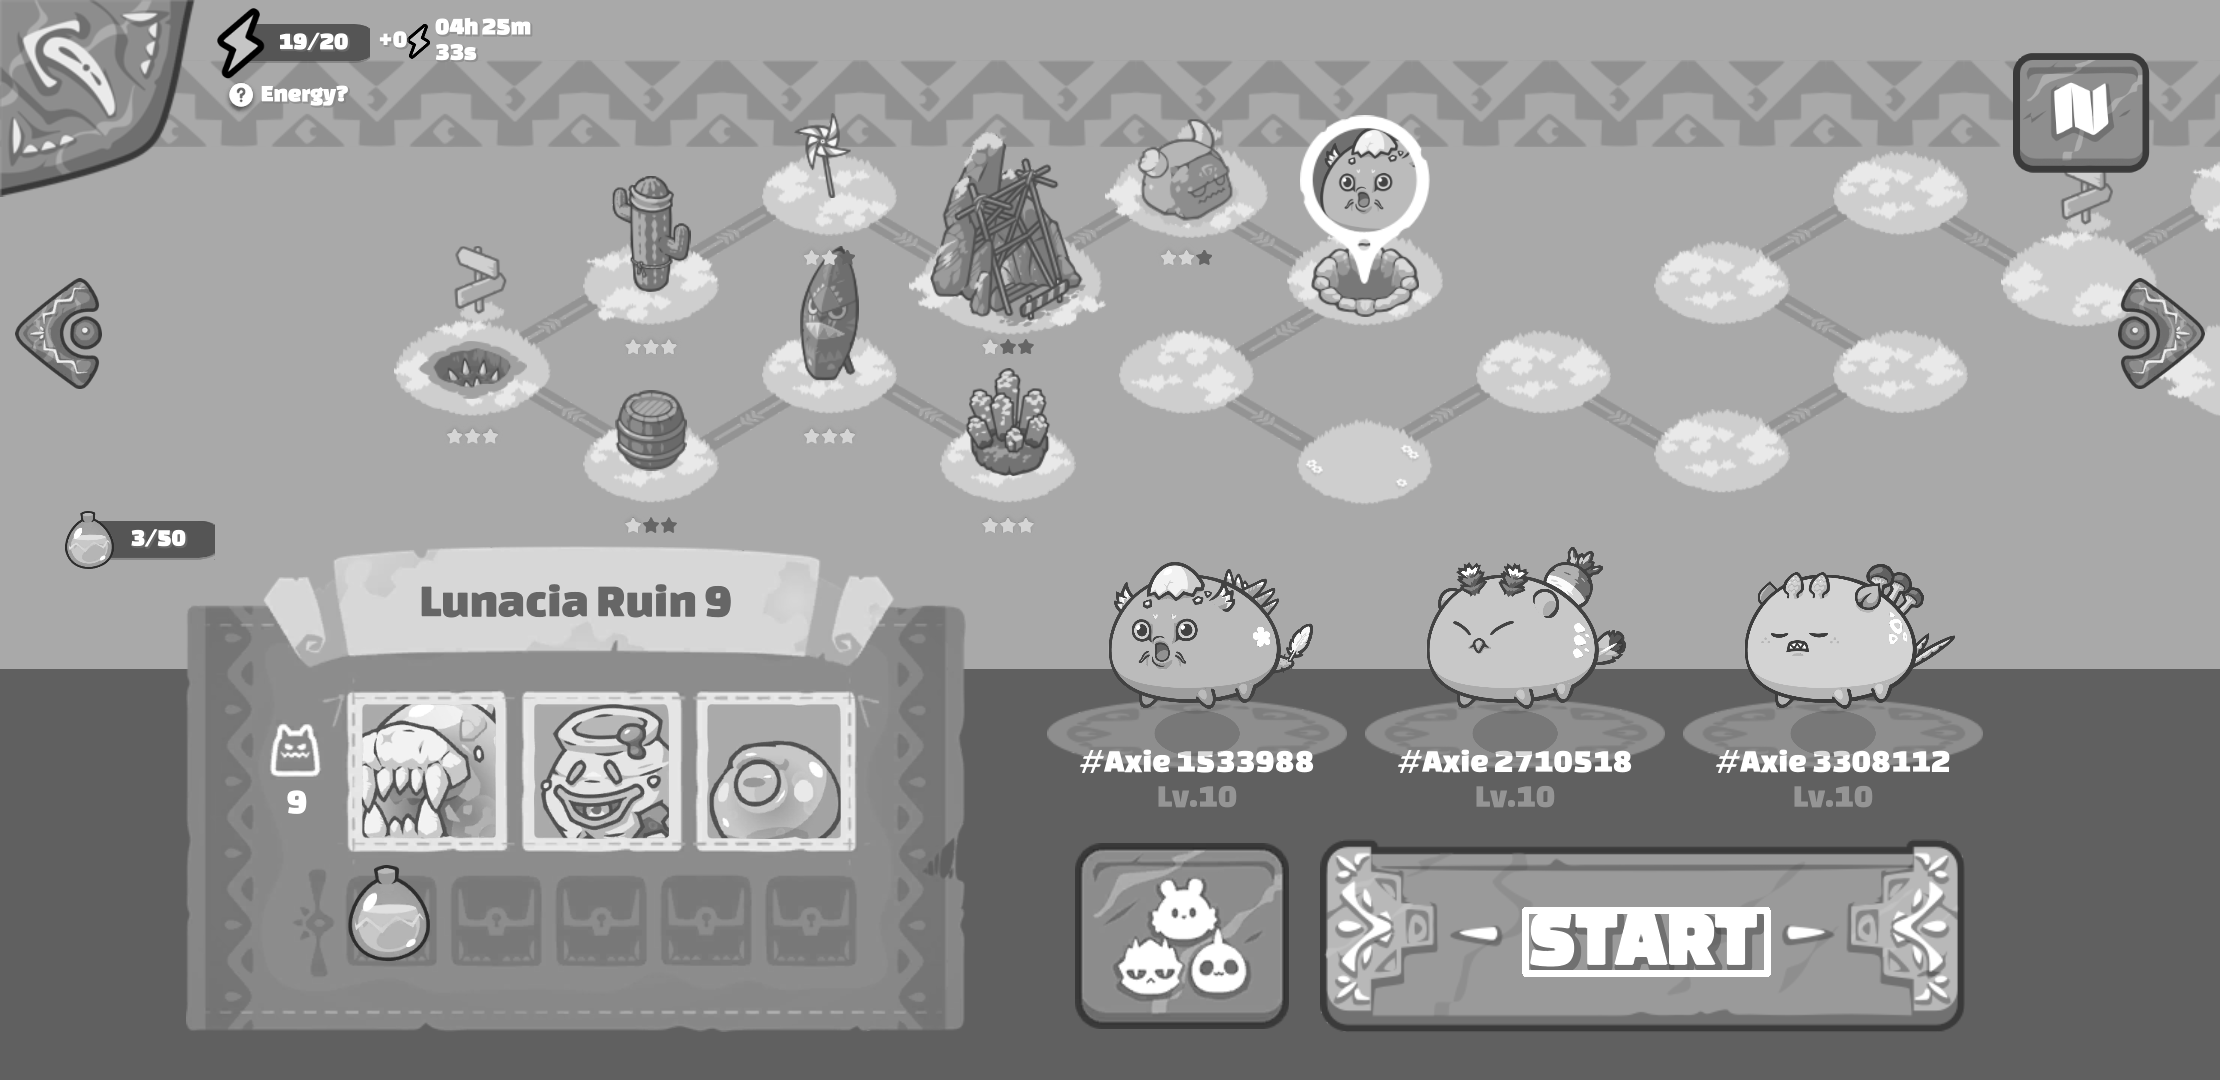 19/20
+0
04h 25m
33s
? Energy?
3/50
Lunacia Ruin 9
9
#Axie 1533988
Lv.10
#Axie 2710518
Lv.10
#Axie 3308112
Lv.10
START